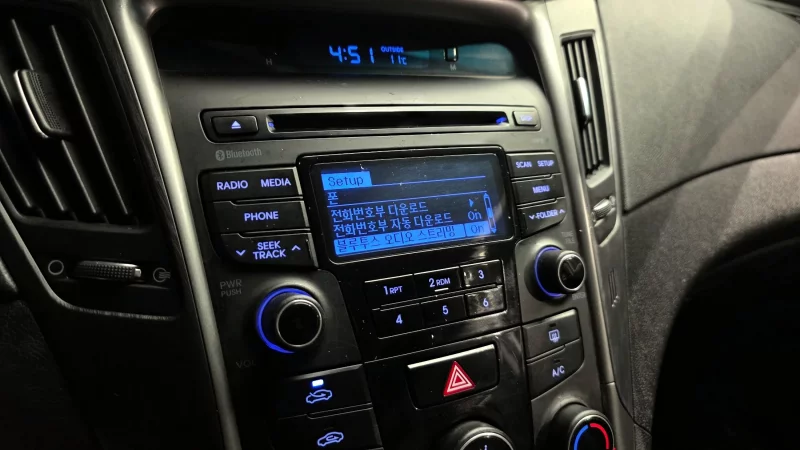 OUTSIDE
4:51 11℃
Bluetooth
RADIO MEDIA
PHONE
SEEK
TRACK
Setup
폰
전화번호부 다운로드
전화번호부 자동 다운로드 On
블루투스 오디오 스트리밍 On
SCAN SETUP
MENU
FOLDER
1 RPT 2 RDM 3
4 5 6
PWR
PUSH
VOL
A/C